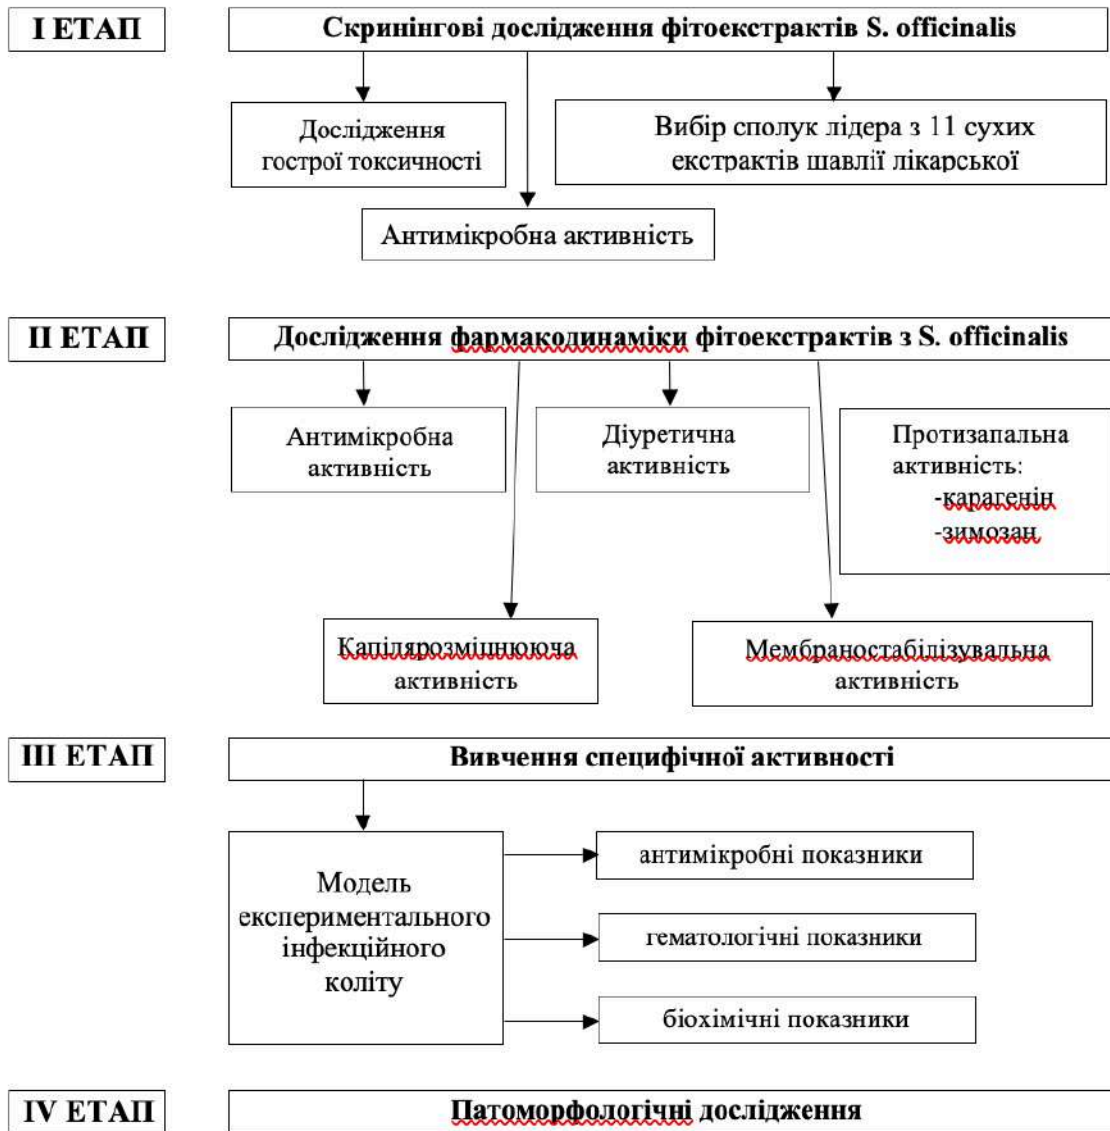 І ЕТАП
Скринінгові дослідження фітоекстрактів S. officinalis
Дослідження
гострої токсичності
Вибір сполук лідера з 11 сухих
екстрактів шавлії лікарської
Антимікробна активність
ІІ ЕТАП
Дослідження фармакодинаміки фітоекстрактів з S. officinalis
Антимікробна
активність
Діуретична
активність
Протизапальна
активність:
-карагенін
-зимозан
Капілярозміцнююча
активність
Мембраностабілізувальна
активність
ІІІ ЕТАП
Вивчення специфічної активності
Модель
експериментального
інфекційного
коліту
антимікробні показники
гематологічні показники
біохімічні показники
IV ЕТАП
Патоморфологічні дослідження